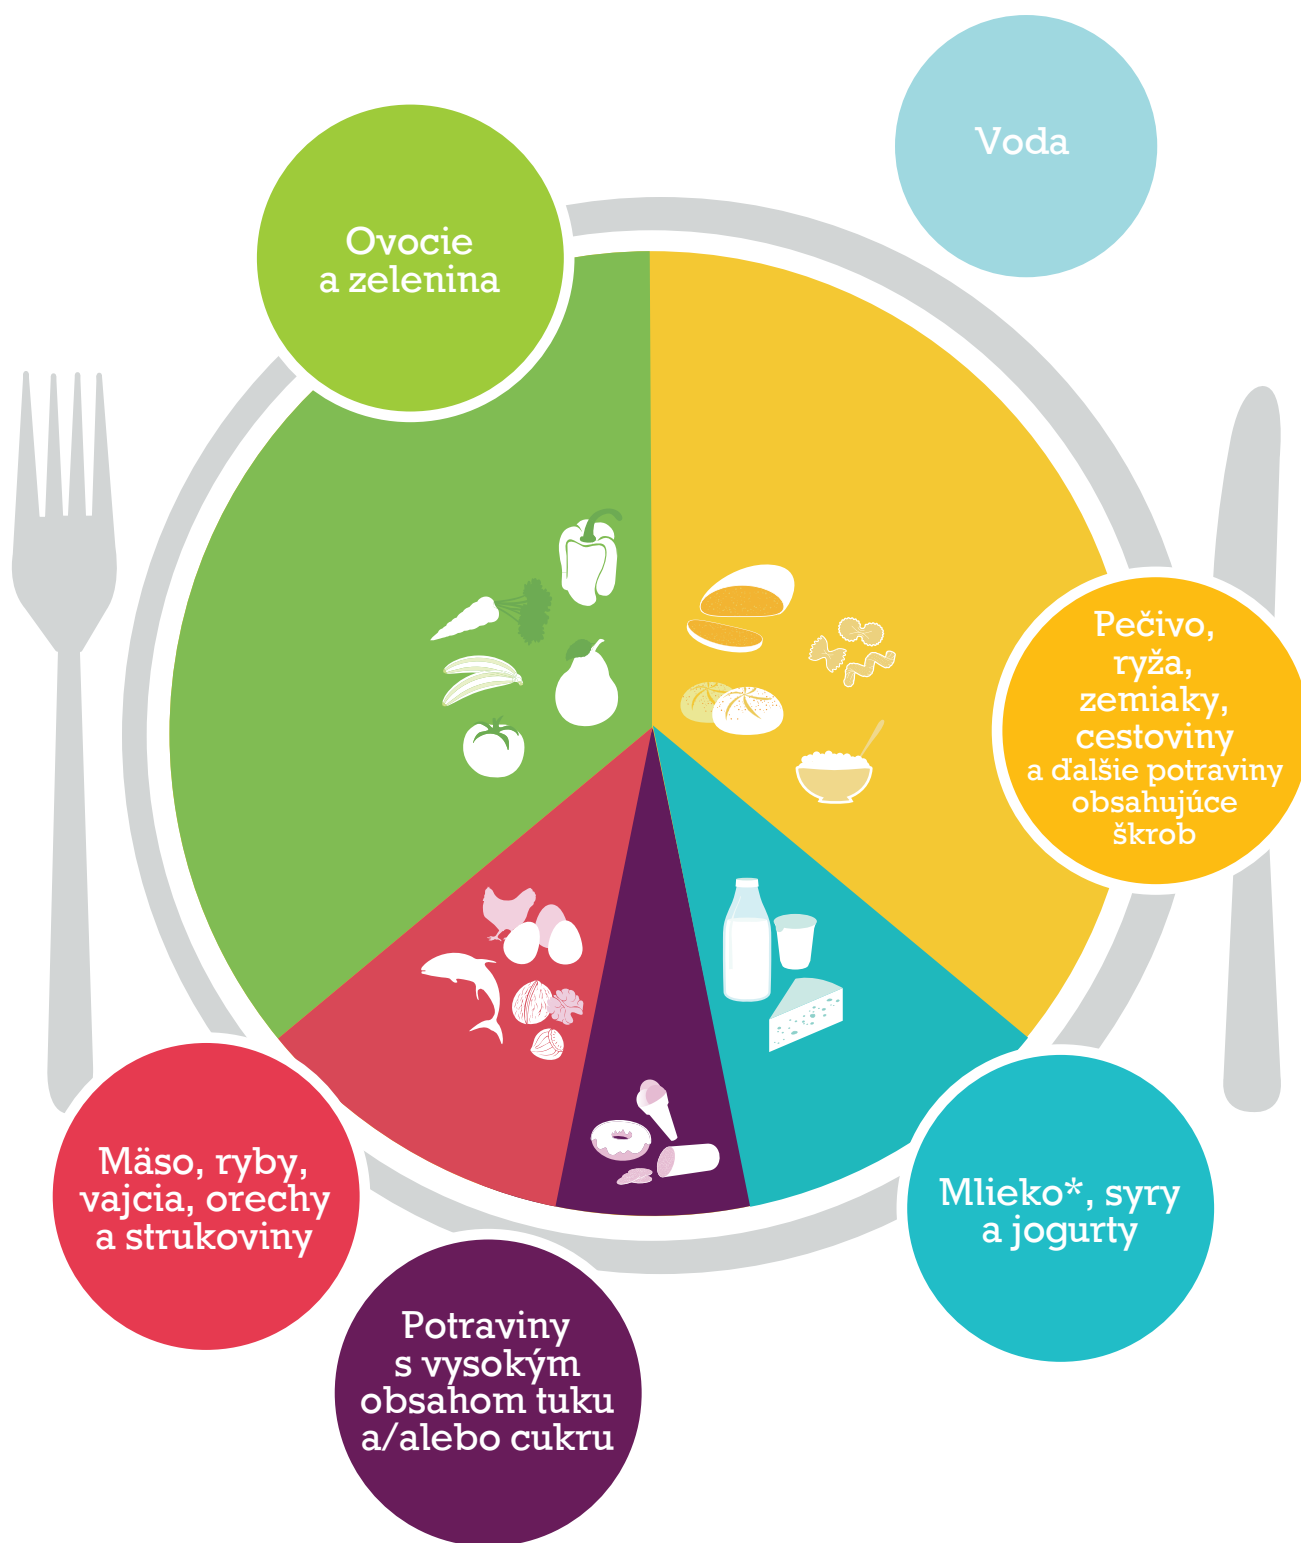 Voda
Ovocie
a zelenina
Pečivo,
ryža,
zemiaky,
cestoviny
a ďalšie potraviny
obsahujúce
škrob
Mäso, ryby,
vajcia, orechy
a strukoviny
Mlieko*, syry
a jogurty
Potraviny
s vysokým
obsahom tuku
a/alebo cukru